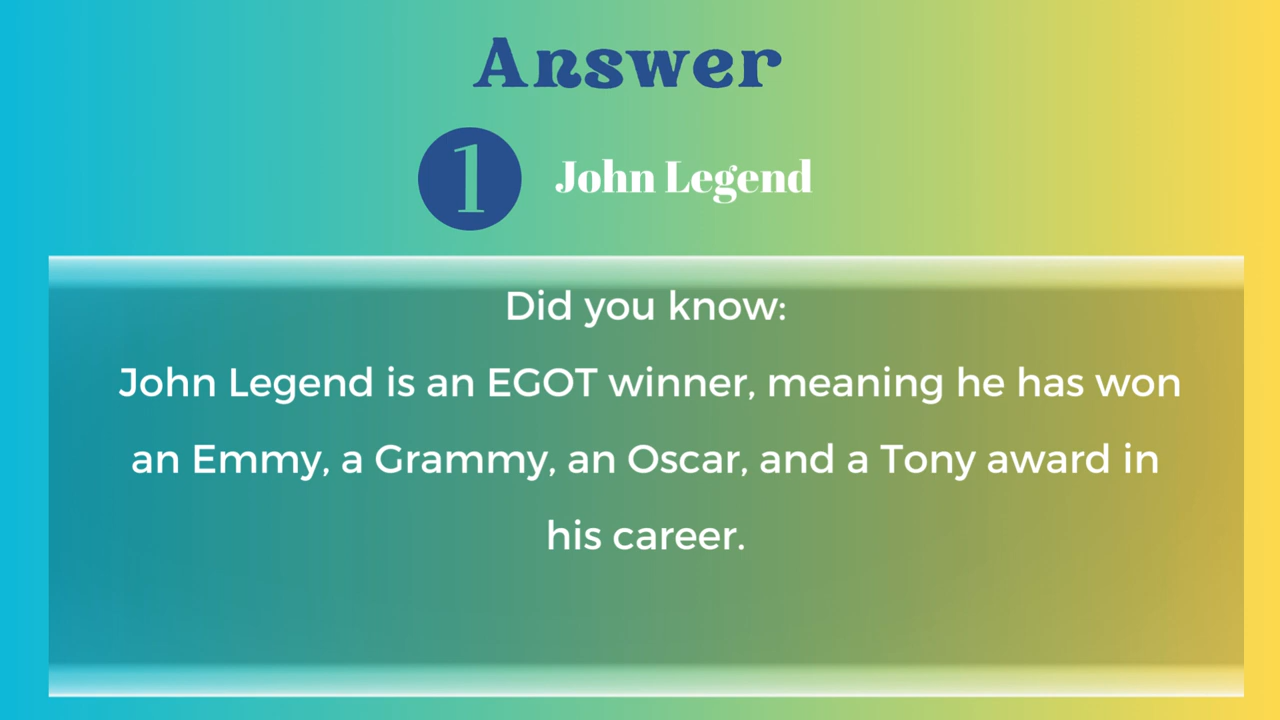 Answer
1 John Legend
Did you know:
John Legend is an EGOT winner, meaning he has won
an Emmy, a Grammy, an Oscar, and a Tony award in
his career.